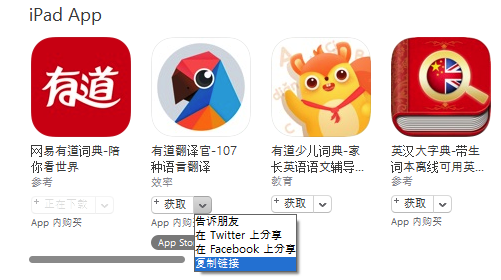 iPad App
有道
网易有道词典-陪
你看世界
参考
+ 正在下载
App 内购买
有道翻译官-107
种语音翻译
效率
+ 获取
App 内购买
App Sto
告诉朋友
在 Twitter 上分享
在 Facebook 上分享
复制链接
有道少儿词典-家
长英语语文辅导...
教育
+ 获取
英汉大字典-带生
词本离线可用英...
参考
+ 获取
App 内购买